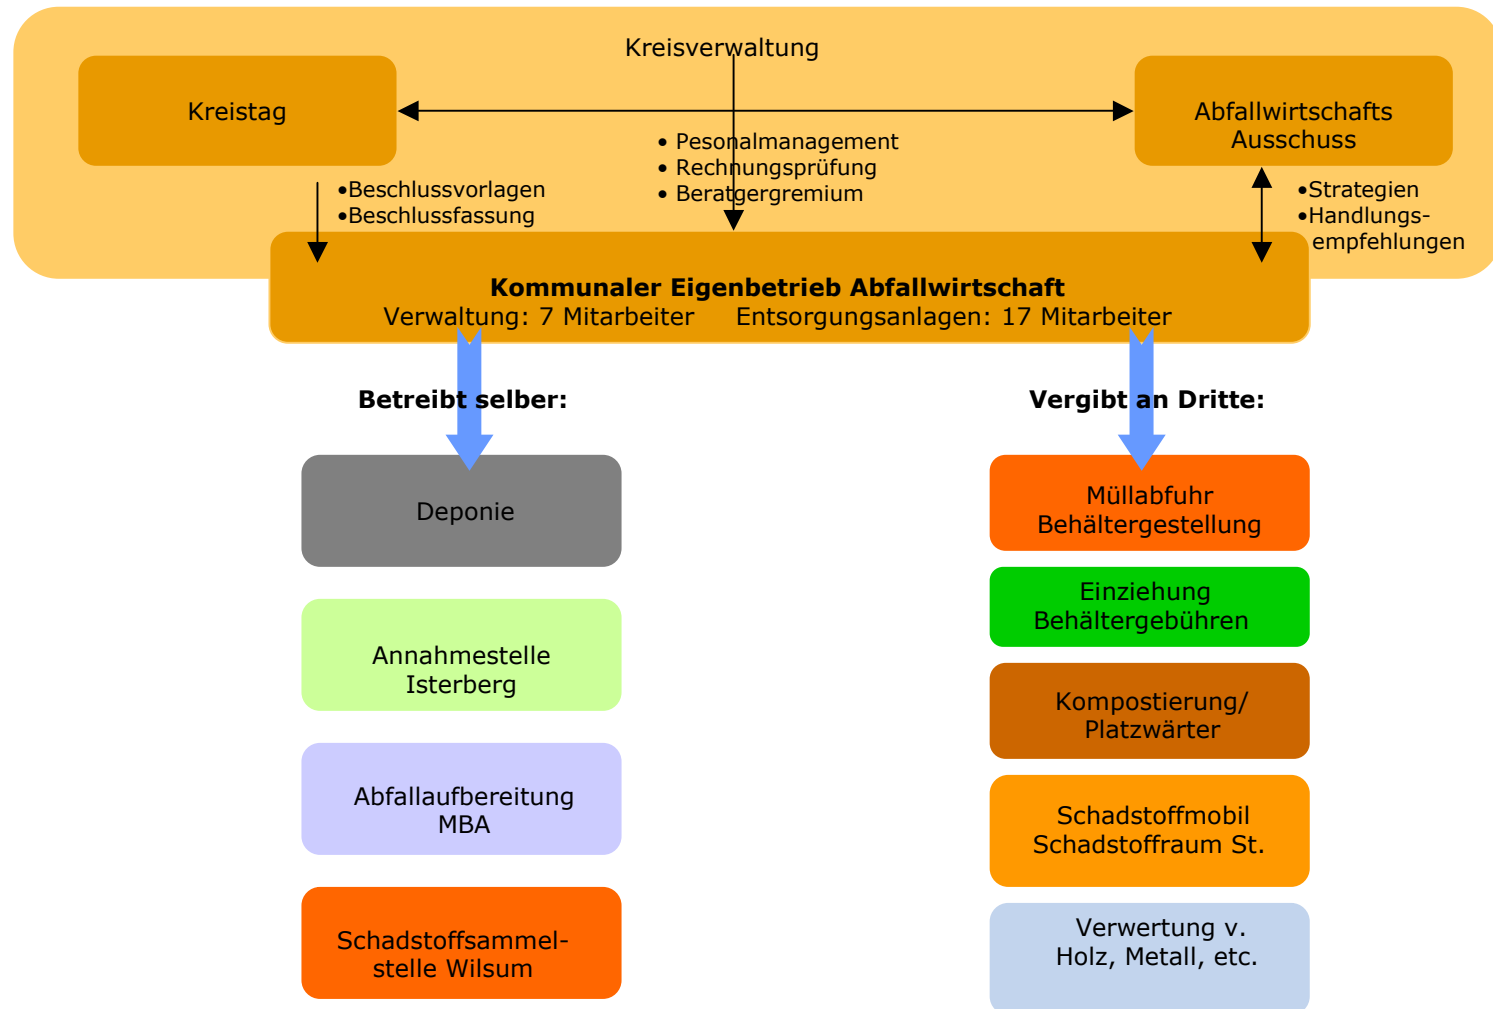 Kreisverwaltung
Kreistag
Abfallwirtschafts
Ausschuss
• Pesonalmanagement
• Rechnungsprüfung
• Beratgergremium
•Beschlussvorlagen
•Beschlussfassung
•Strategien
•Handlungs-
empfehlungen
Kommunaler Eigenbetrieb Abfallwirtschaft
Verwaltung: 7 Mitarbeiter Entsorgungsanlagen: 17 Mitarbeiter
Betreibt selber:
Deponie
Annahmestelle
Isterberg
Abfallaufbereitung
MBA
Schadstoffsammel-
stelle Wilsum
Vergibt an Dritte:
Müllabfuhr
Behältergestellung
Einziehung
Behältergebühren
Kompostierung/
Platzwärter
Schadstoffmobil
Schadstoffraum St.
Verwertung v.
Holz, Metall, etc.